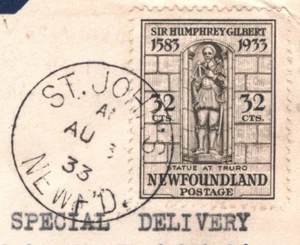 SIR HUMPHREY GILBERT
1583 1933
32 CTS. 32 CTS.
STATUE AT TRURO
NEWFOUNDLAND
POSTAGE
ST. JOHN'S
AU
33
NEWF'D.
SPECIAL DELIVERY